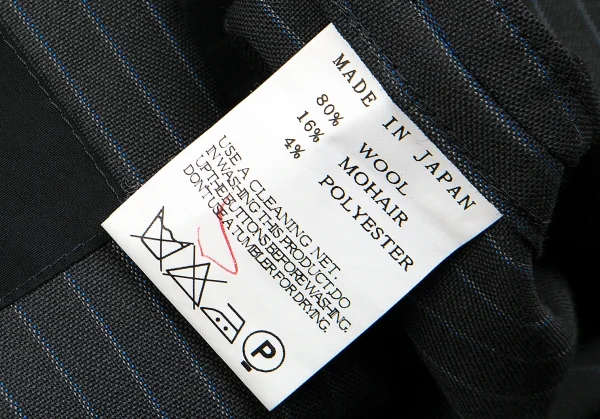 MADE IN JAPAN
80% WOOL
16% MOHAIR
4% POLYESTER
USE A CLEANING NET.
IN WASHING THIS PRODUCT, DO
UP THE BUTTONS BEFORE WASHING.
DON'T USE A TUMBLER FOR DRYING.
P